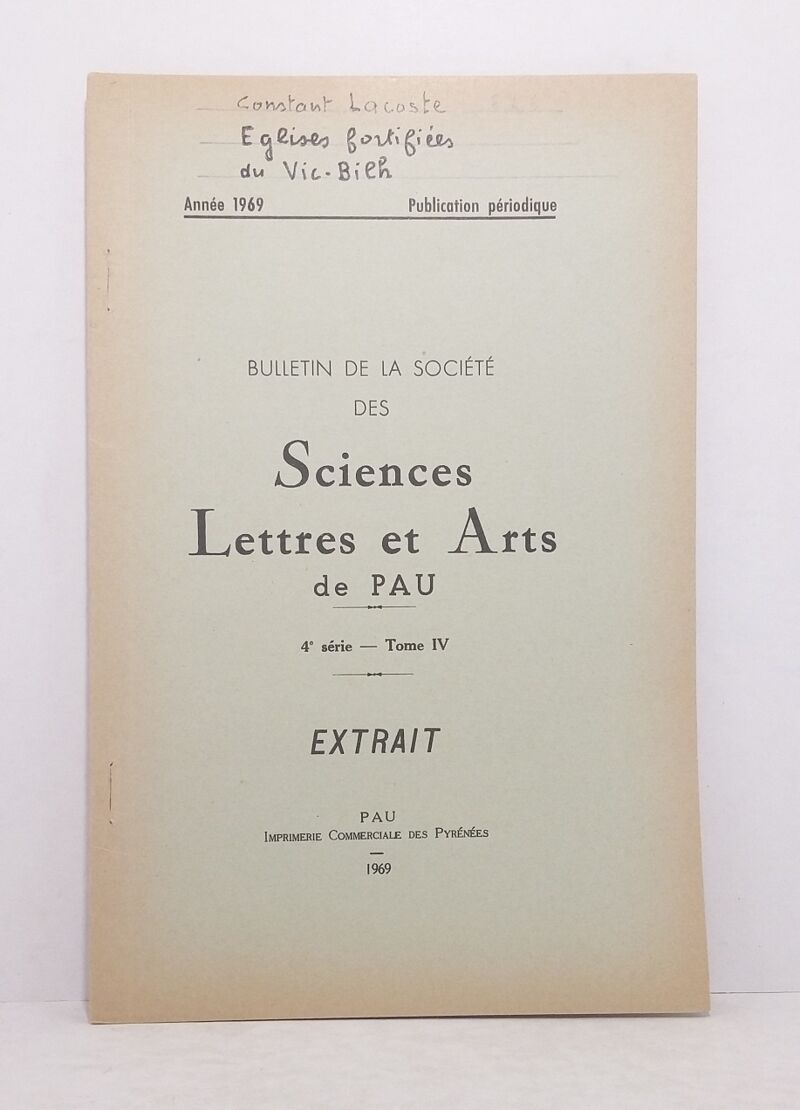 Constant Lacoste
Eglises fortifiées
du Vic-Bilh
Année 1969 Publication périodique
BULLETIN DE LA SOCIÉTÉ
DES
Sciences
Lettres et Arts
de PAU
4e série — Tome IV
EXTRAIT
PAU
IMPRIMERIE COMMERCIALE DES PYRÉNÉES
1969